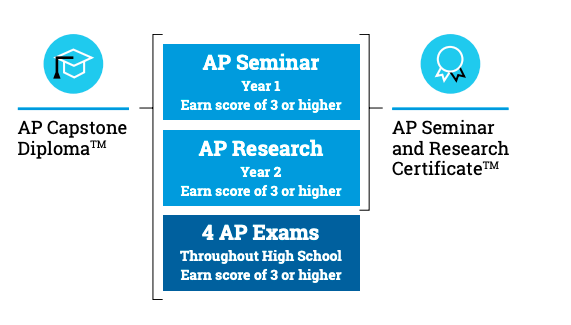 AP Capstone
Diploma™
AP Seminar
Year 1
Earn score of 3 or higher
AP Research
Year 2
Earn score of 3 or higher
4 AP Exams
Throughout High School
Earn score of 3 or higher
AP Seminar
and Research
Certificate™